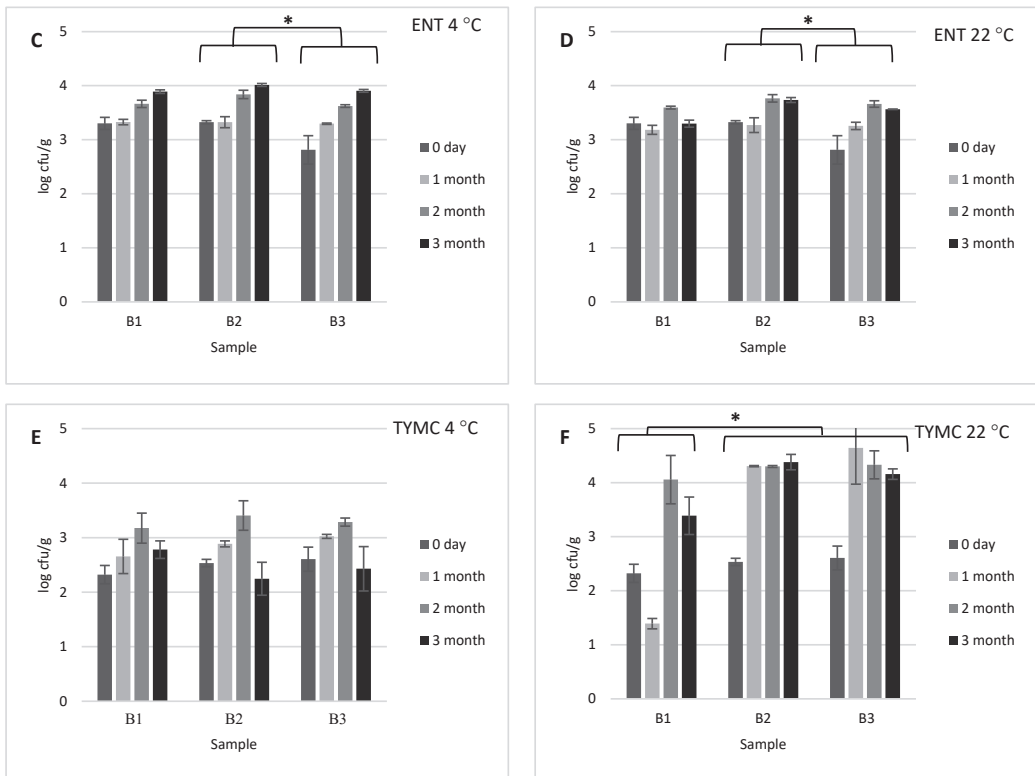 C
ENT 4 °C
*
5
4
3
2
1
0
log cfu/g
B1
B2
B3
Sample
0 day
1 month
2 month
3 month
D
ENT 22 °C
*
5
4
3
2
1
0
log cfu/g
B1
B2
B3
Sample
0 day
1 month
2 month
3 month
E
TYMC 4 °C
5
4
3
2
1
0
log cfu/g
B1
B2
B3
Sample
0 day
1 month
2 month
3 month
F
TYMC 22 °C
*
5
4
3
2
1
0
log cfu/g
B1
B2
B3
Sample
0 day
1 month
2 month
3 month